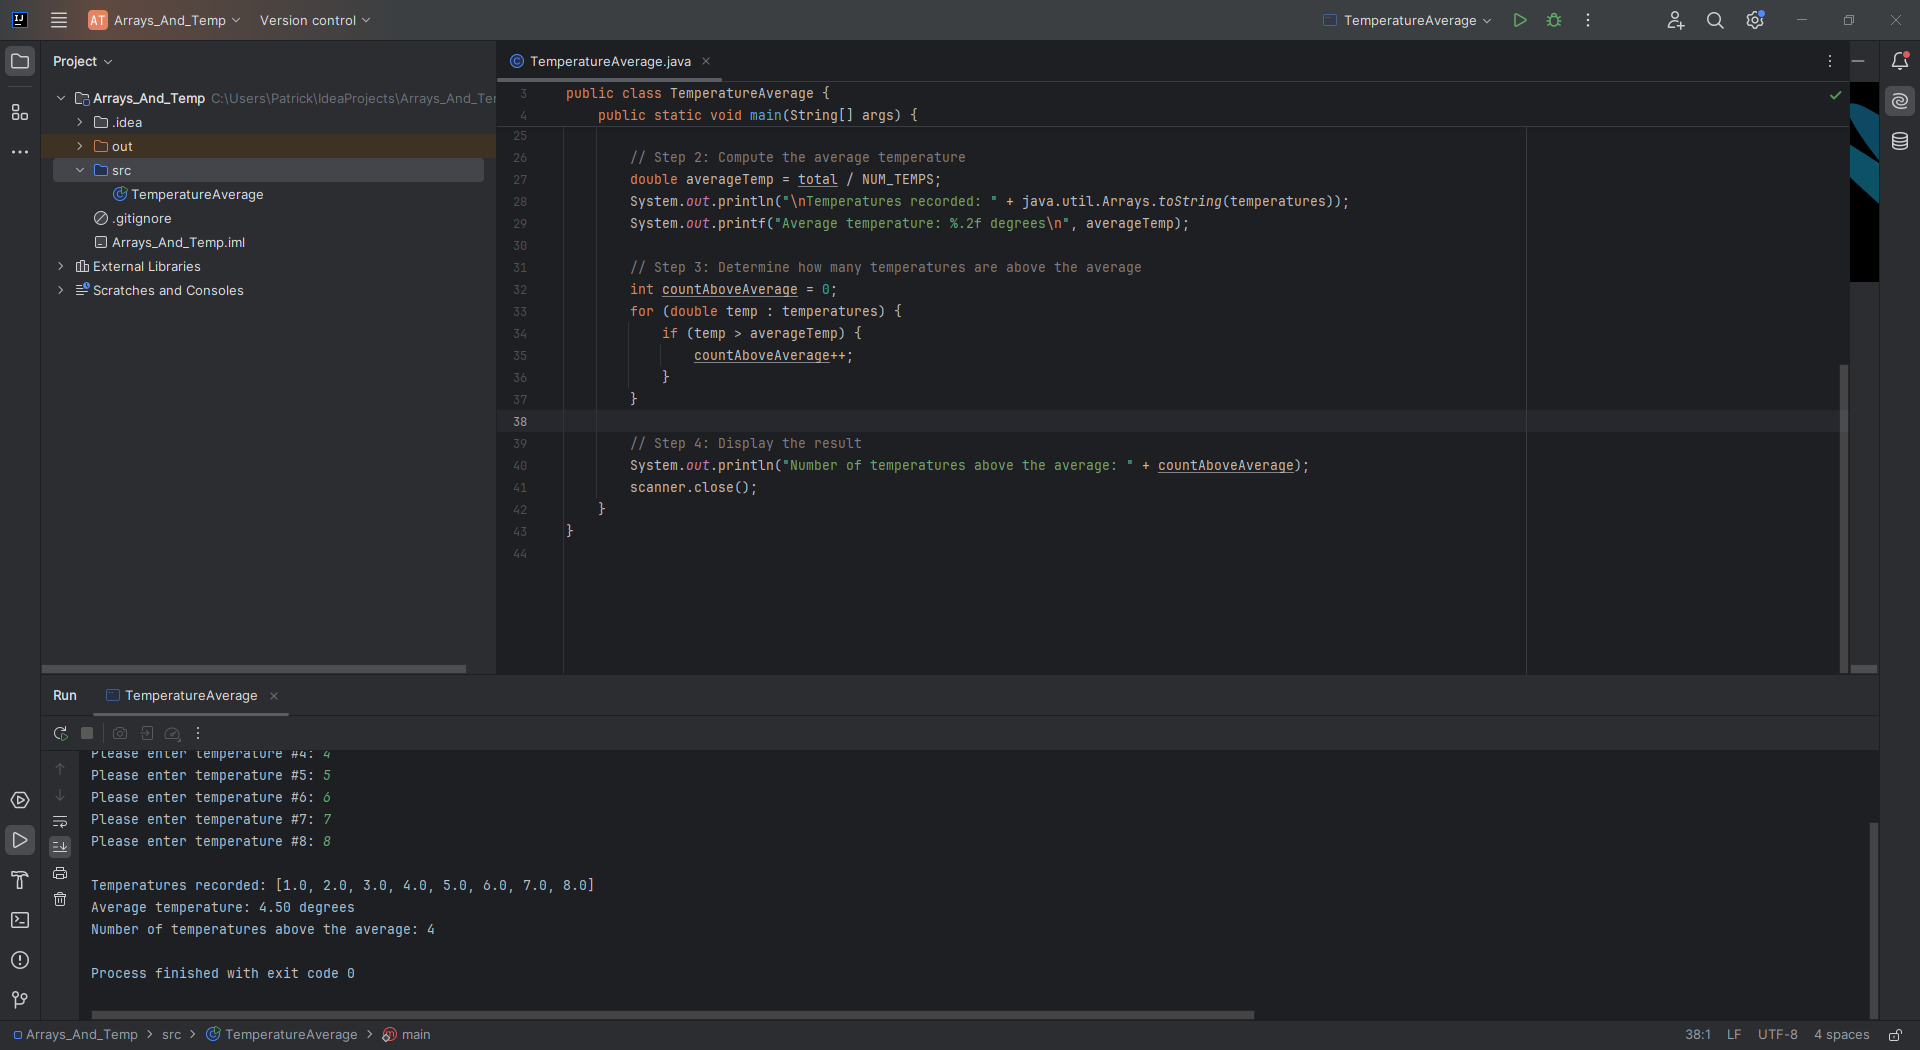 AT Arrays_And_Temp Version control TemperatureAverage
Project
TemperatureAverage.java
Arrays_And_Temp C:\Users\Patrick\IdeaProjects\Arrays_And_Ter
.idea
out
src
TemperatureAverage
.gitignore
Arrays_And_Temp.iml
External Libraries
Scratches and Consoles
3 public class TemperatureAverage {
4 public static void main(String[] args) {
25
26 // Step 2: Compute the average temperature
27 double averageTemp = total / NUM_TEMPS;
28 System.out.println("\nTemperatures recorded: " + java.util.Arrays.toString(temperatures));
29 System.out.printf("Average temperature: %.2f degrees\n", averageTemp);
30
31 // Step 3: Determine how many temperatures are above the average
32 int countAboveAverage = 0;
33 for (double temp : temperatures) {
34 if (temp > averageTemp) {
35 countAboveAverage++;
36 }
37 }
38
39 // Step 4: Display the result
40 System.out.println("Number of temperatures above the average: " + countAboveAverage);
41 scanner.close();
42 }
43 }
44
Run TemperatureAverage
Please enter temperature #4: 4
Please enter temperature #5: 5
Please enter temperature #6: 6
Please enter temperature #7: 7
Please enter temperature #8: 8
Temperatures recorded: [1.0, 2.0, 3.0, 4.0, 5.0, 6.0, 7.0, 8.0]
Average temperature: 4.50 degrees
Number of temperatures above the average: 4
Process finished with exit code 0
Arrays_And_Temp > src > TemperatureAverage > main
38:1 LF UTF-8 4 spaces